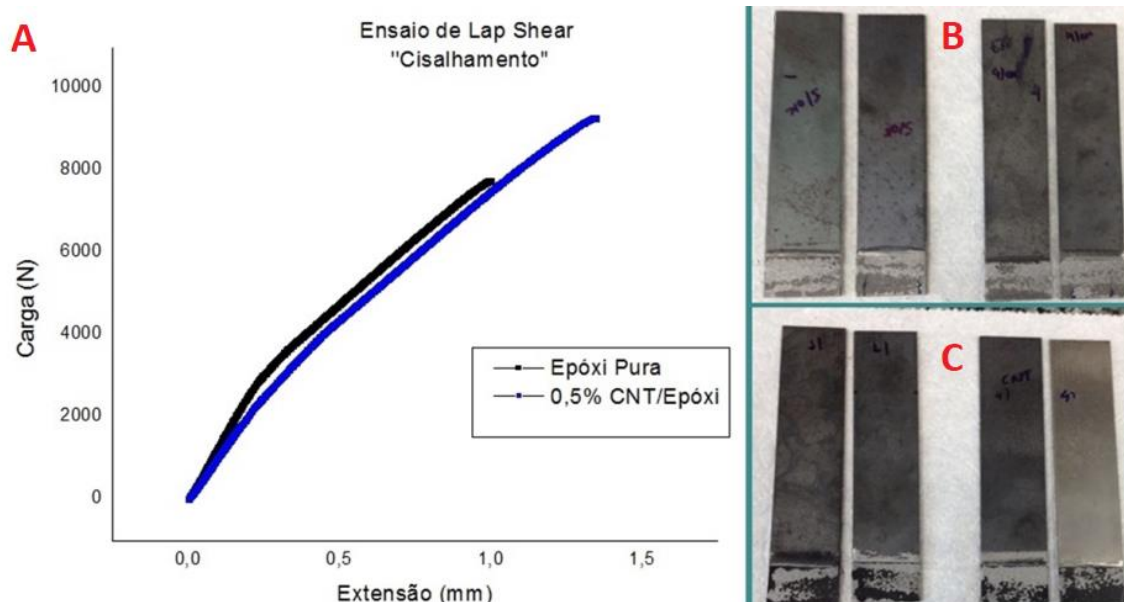 A
Ensaio de Lap Shear
"Cisalhamento"
10000
8000
6000
4000
2000
0
Carga (N)
Epóxi Pura
0,5% CNT/Epóxi
0,0
0,5
1,0
1,5
Extensão (mm)
B
C
CNT